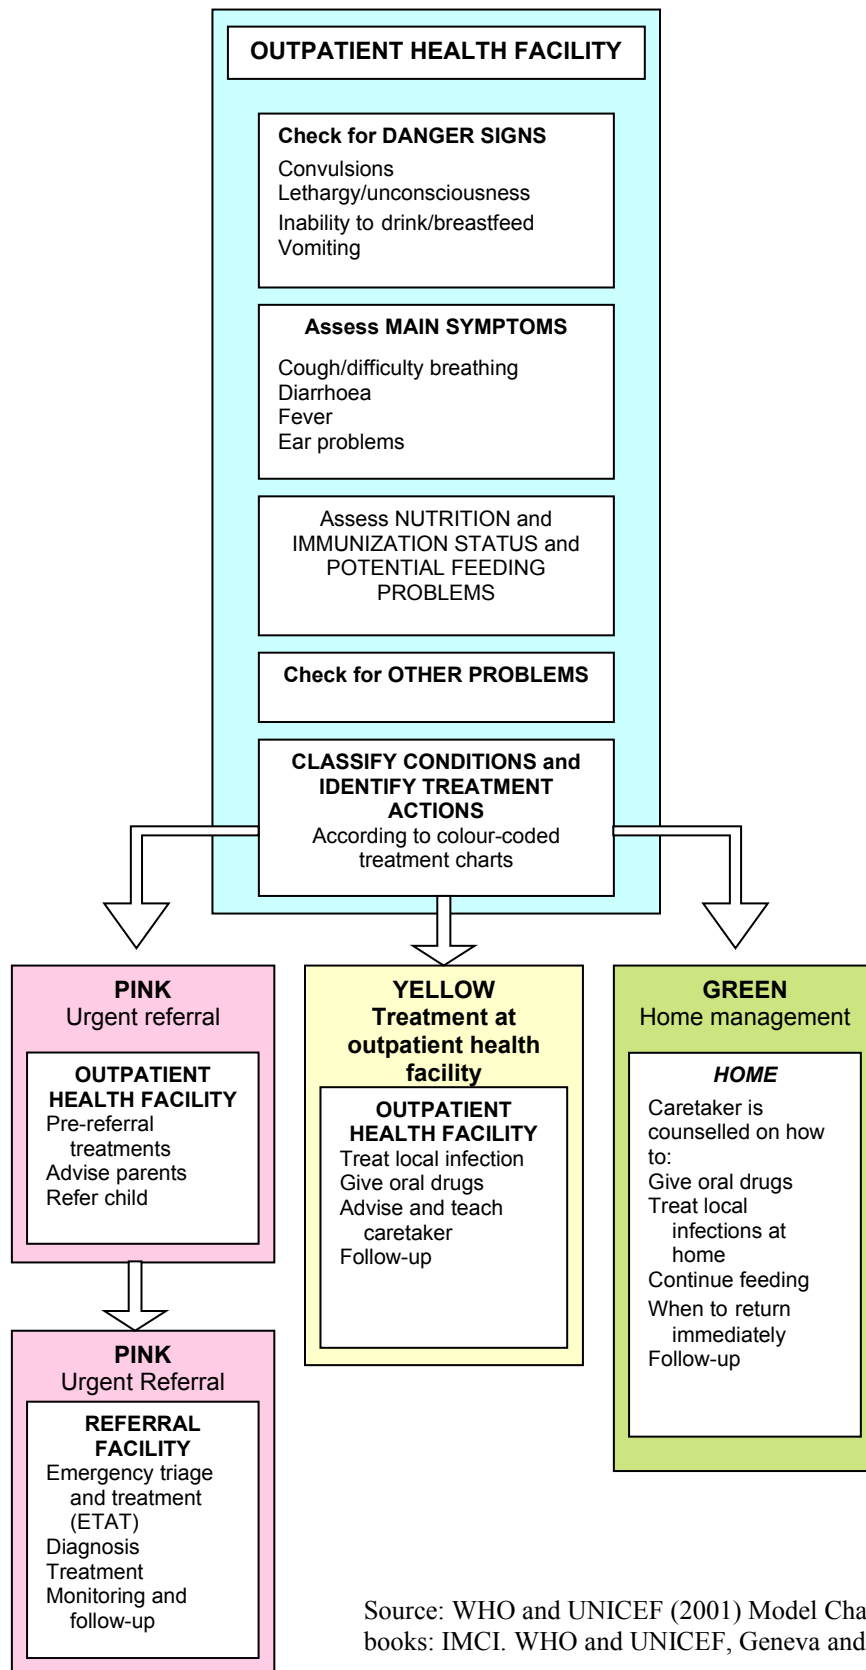 OUTPATIENT HEALTH FACILITY
Check for DANGER SIGNS
Convulsions
Lethargy/unconsciousness
Inability to drink/breastfeed
Vomiting
Assess MAIN SYMPTOMS
Cough/difficulty breathing
Diarrhoea
Fever
Ear problems
Assess NUTRITION and
IMMUNIZATION STATUS and
POTENTIAL FEEDING
PROBLEMS
Check for OTHER PROBLEMS
CLASSIFY CONDITIONS and
IDENTIFY TREATMENT
ACTIONS
According to colour-coded
treatment charts
PINK
Urgent referral
OUTPATIENT
HEALTH FACILITY
Pre-referral
treatments
Advise parents
Refer child
PINK
Urgent Referral
REFERRAL
FACILITY
Emergency triage
and treatment
(ETAT)
Diagnosis
Treatment
Monitoring and
follow-up
YELLOW
Treatment at
outpatient health
facility
OUTPATIENT
HEALTH FACILITY
Treat local infection
Give oral drugs
Advise and teach
caretaker
Follow-up
GREEN
Home management
HOME
Caretaker is
counselled on how
to:
Give oral drugs
Treat local
infections at
home
Continue feeding
When to return
immediately
Follow-up
Source: WHO and UNICEF (2001) Model Cha
books: IMCI. WHO and UNICEF, Geneva and